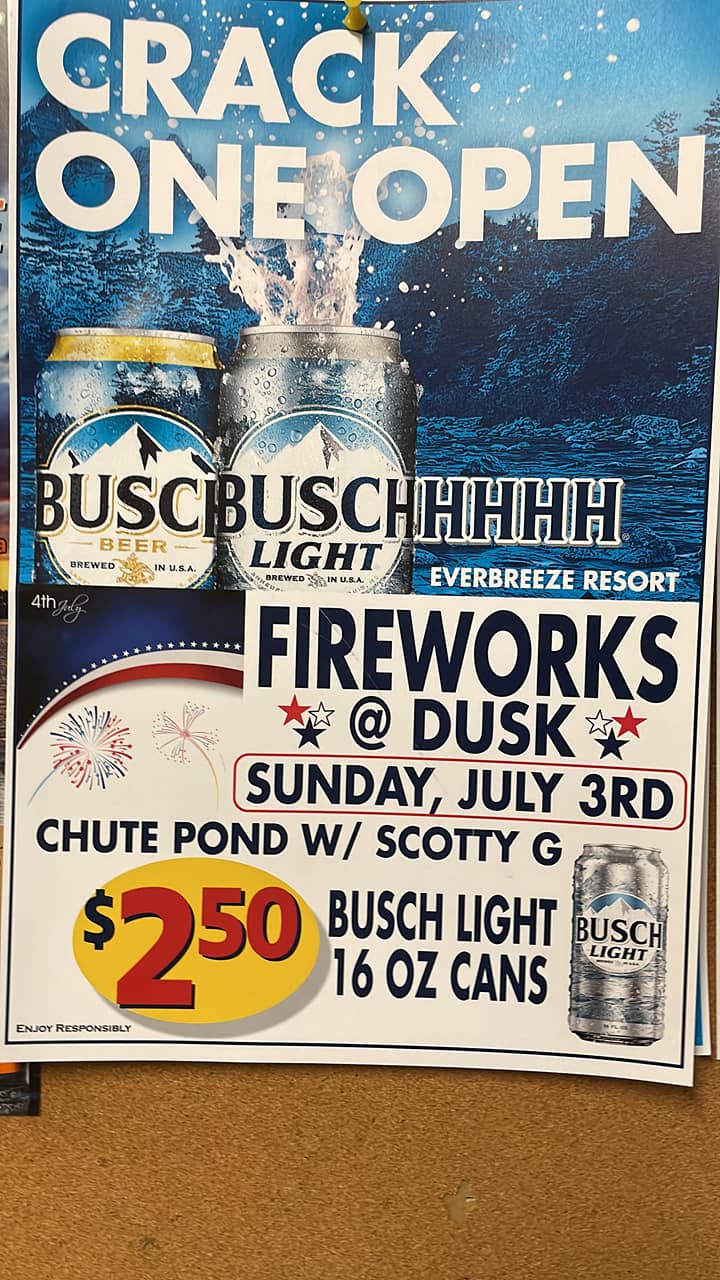 CRACK
ONE OPEN
BUSCH
BEER
BREWED IN U.S.A.
BUSCHHHHHH
LIGHT
BREWED IN U.S.A.
EVERBREEZE RESORT
4th July
FIREWORKS
@ DUSK
SUNDAY, JULY 3RD
CHUTE POND W/ SCOTTY G
$2.50
BUSCH LIGHT
16 OZ CANS
BUSCH
LIGHT
ENJOY RESPONSIBLY